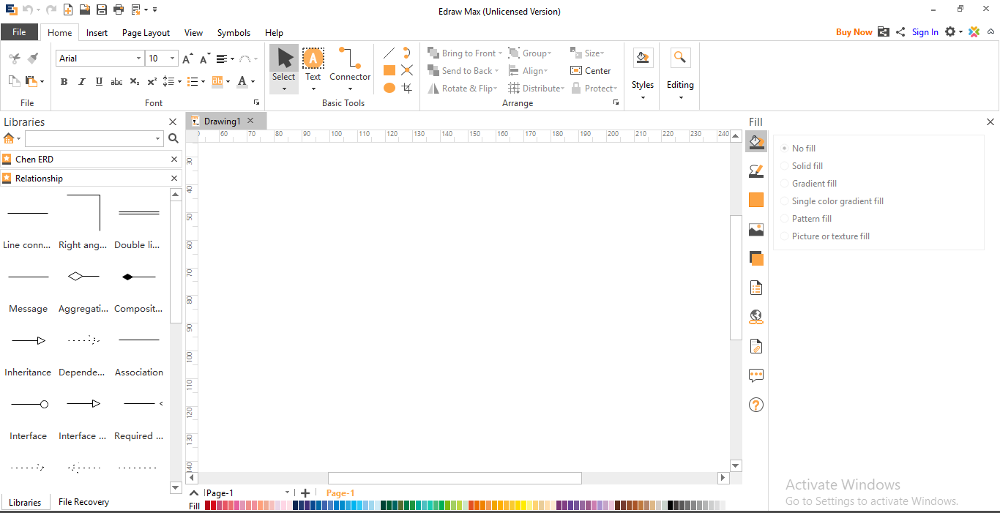 Edraw Max (Unlicensed Version)
File Home Insert Page Layout View Symbols Help
Buy Now Sign In
Arial 10
Select Text Connector
Bring to Front Group Size
Send to Back Align Center
Rotate & Flip Distribute Protect
Styles Editing
B I U abc X₂ X² ab A
File Font Basic Tools Arrange
Libraries
Drawing1
Fill
Chen ERD
Relationship
60 70 80 90 100 110 120 130 140 150 160 170 180 190 200 210 220 230 240
30
40
50
60
70
80
90
100
110
120
130
140
Line conn... Right ang... Double li...
Message Aggregati... Composit...
Inheritance Depende... Association
Interface Interface ... Required ...
No fill
Solid fill
Gradient fill
Single color gradient fill
Pattern fill
Picture or texture fill
Page-1 Page-1
Libraries File Recovery
Fill
Activate Windows
Go to Settings to activate Windows.